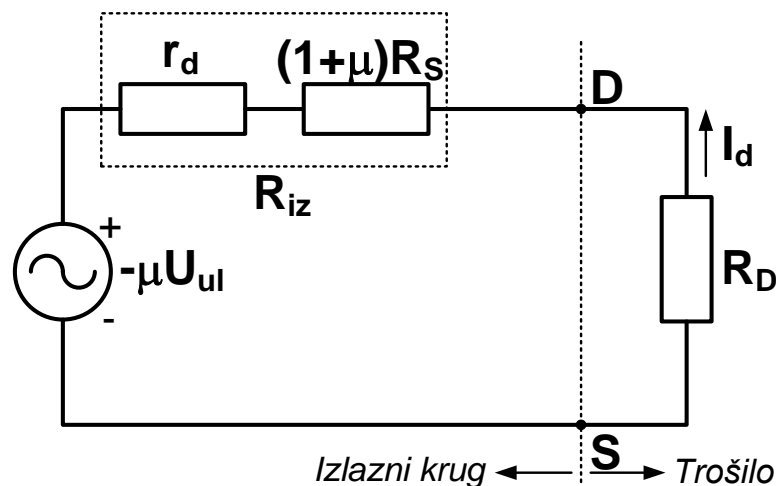 r_d
(1+μ)R_S
D
I_d
R_iz
+
-μU_ul
-
R_D
S
Izlazni krug
Trošilo